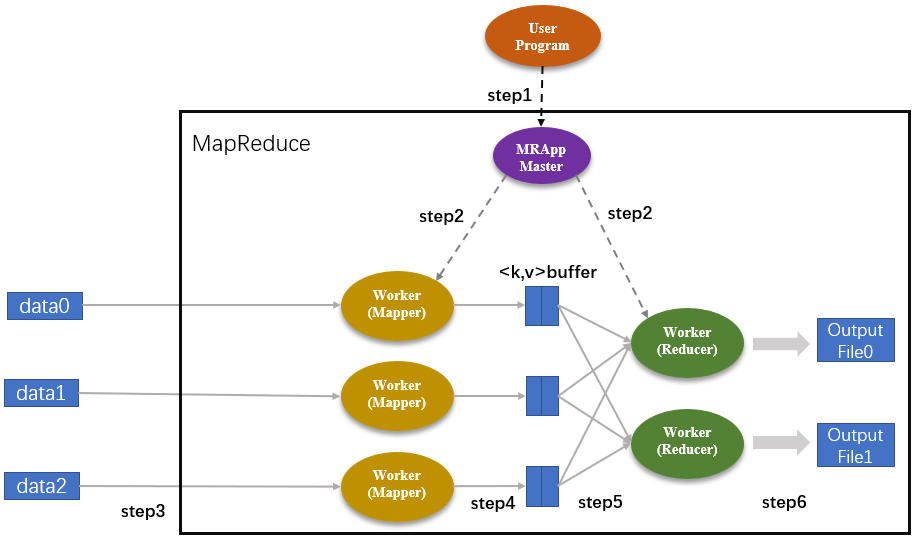 User
Program
step1
MapReduce
MRApp
Master
step2
step2
<k,v>buffer
data0
Worker
(Mapper)
Worker
(Reducer)
Output
File0
data1
Worker
(Mapper)
Worker
(Reducer)
Output
File1
data2
Worker
(Mapper)
step3
step4
step5
step6